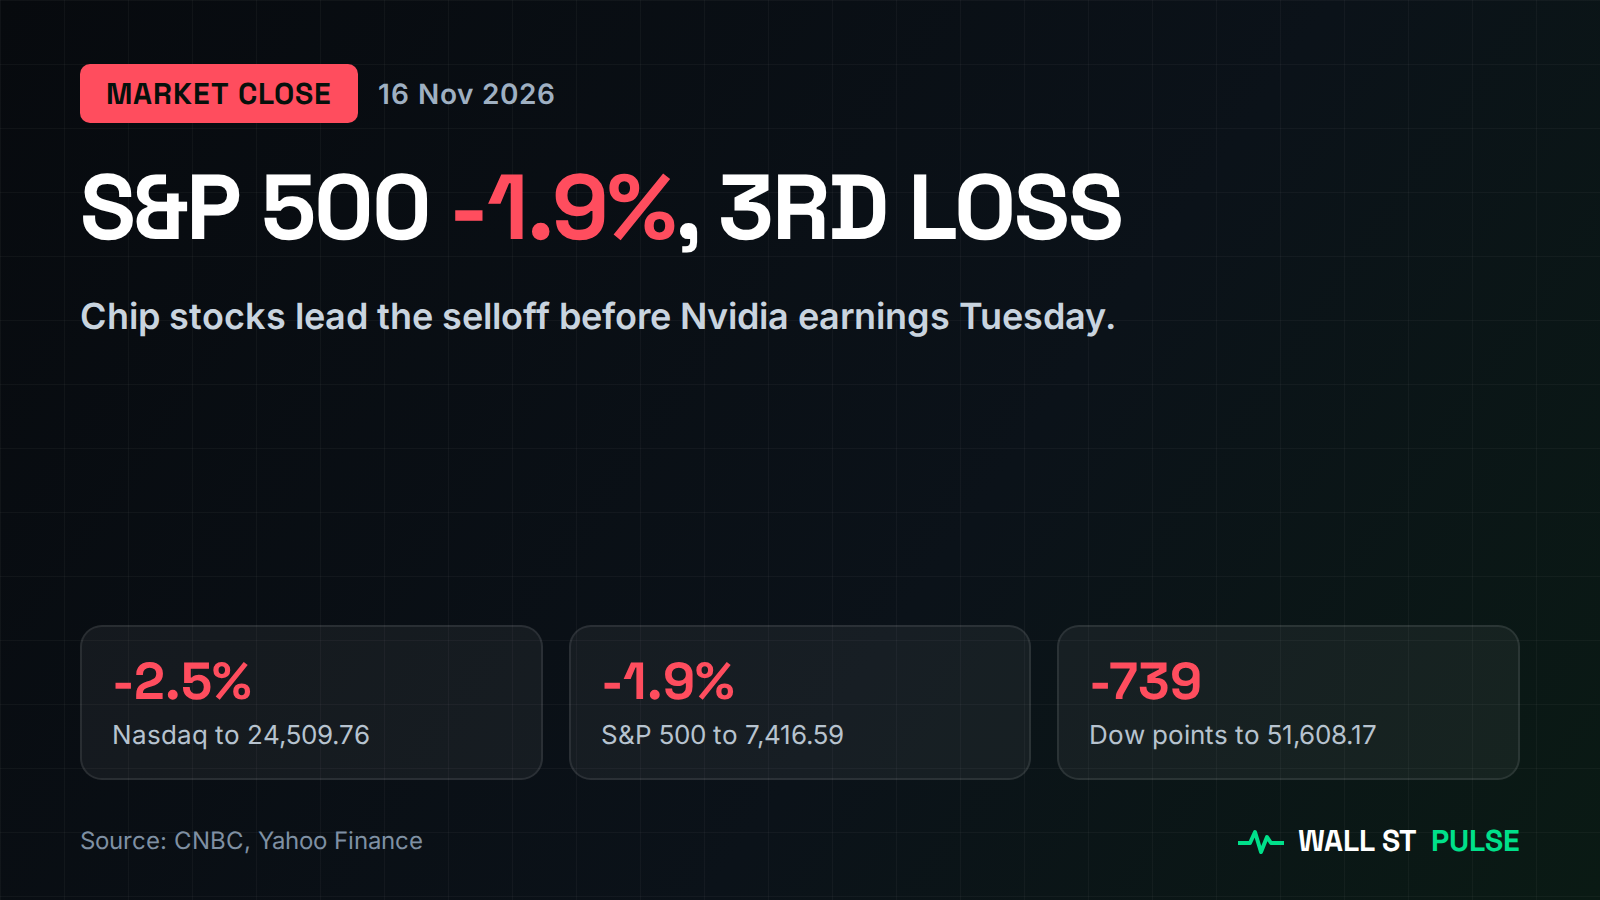 MARKET CLOSE 16 Nov 2026
S&P 500 -1.9%, 3RD LOSS
Chip stocks lead the selloff before Nvidia earnings Tuesday.
-2.5%
Nasdaq to 24,509.76
-1.9%
S&P 500 to 7,416.59
-739
Dow points to 51,608.17
Source: CNBC, Yahoo Finance
WALL ST PULSE